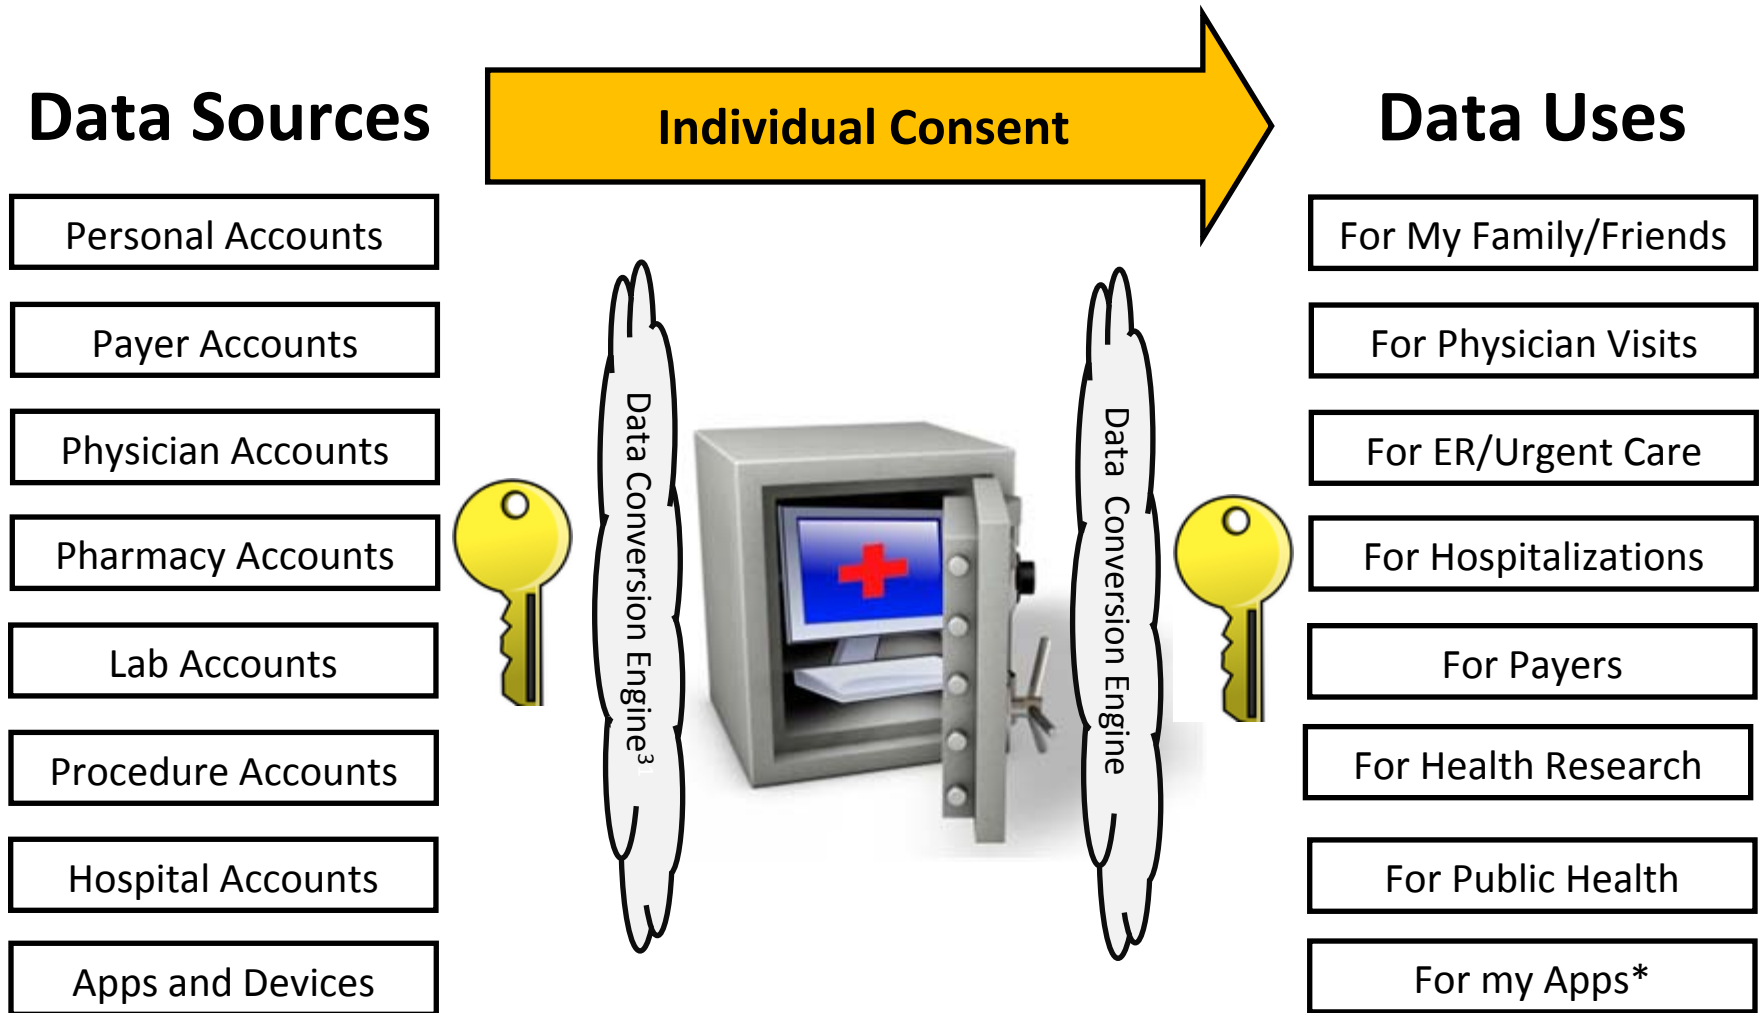 Data Sources
Individual Consent
Data Uses
Personal Accounts
Payer Accounts
Physician Accounts
Pharmacy Accounts
Lab Accounts
Procedure Accounts
Hospital Accounts
Apps and Devices
Data Conversion Engine³
Data Conversion Engine
For My Family/Friends
For Physician Visits
For ER/Urgent Care
For Hospitalizations
For Payers
For Health Research
For Public Health
For my Apps*